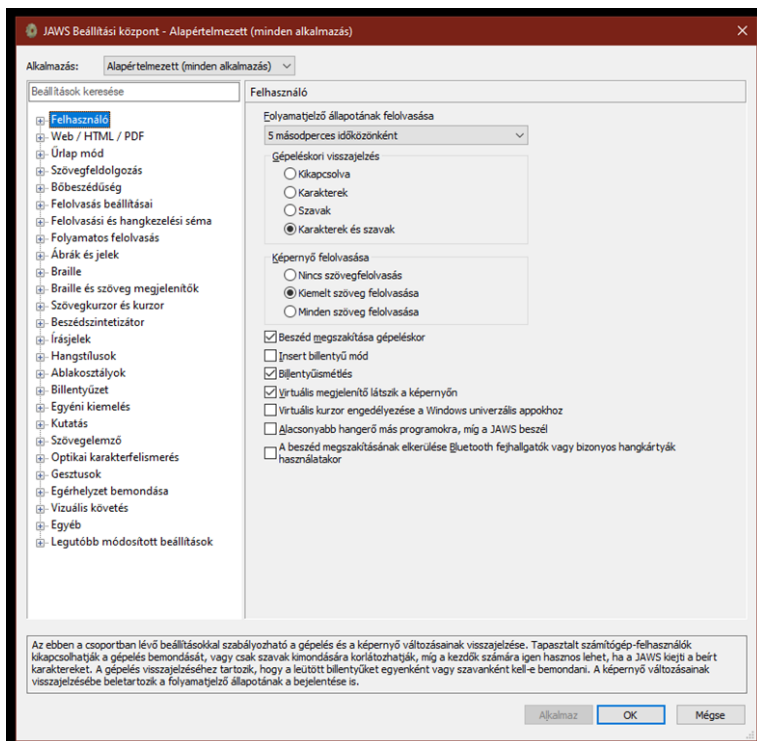 JAWS Beállítási központ - Alapértelmezett (minden alkalmazás)
Alkalmazás: Alapértelmezett (minden alkalmazás)
Beállítások keresése
Felhasználó
Web / HTML / PDF
Űrlap mód
Szövegfeldolgozás
Bőbeszédűség
Felolvasás beállításai
Felolvasási és hangkezelési séma
Folyamatos felolvasás
Ábrák és jelek
Braille
Braille és szöveg megjelenítők
Szövegkurzor és kurzor
Beszédszintetizátor
Írásjelek
Hangstílusok
Ablakosztályok
Billentyűzet
Egyéni kiemelés
Kutatás
Szövegelemző
Optikai karakterfelismerés
Gesztusok
Egérhelyzet bemondása
Vizuális követés
Egyéb
Legutóbb módosított beállítások
Felhasználó
Folyamatjelző állapotának felolvasása
5 másodperces időközönként
Gépeléskori visszajelzés
Kikapcsolva
Karakterek
Szavak
Karakterek és szavak
Képernyő felolvasása
Nincs szövegfelolvasás
Kiemelt szöveg felolvasása
Minden szöveg felolvasása
Beszéd megszakítása gépeléskor
Insert billentyű mód
Billentyűismétlés
Virtuális megjelenítő látszik a képernyőn
Virtuális kurzor engedélyezése a Windows univerzális appokhoz
Alacsonyabb hangerő más programokra, míg a JAWS beszél
A beszéd megszakításának elkerülése Bluetooth fejhallgatók vagy bizonyos hangkártyák
használatakor
Az ebben a csoportban lévő beállításokkal szabályozható a gépelés és a képernyő változásainak visszajelzése. Tapasztalt számítógép-felhasználók
kikapcsolhatják a gépelés bemondását, vagy csak szavak kimondására korlátozhatják, míg a kezdők számára igen hasznos lehet, ha a JAWS kiejti a beírt
karaktereket. A gépelés visszajelzéséhez tartozik, hogy a leütött billentyűket egyenként vagy szavanként kell-e bemondani. A képernyő változásainak
visszajelzésébe beletartozik a folyamatjelző állapotának a bejelentése is.
Alkalmaz
OK
Mégse